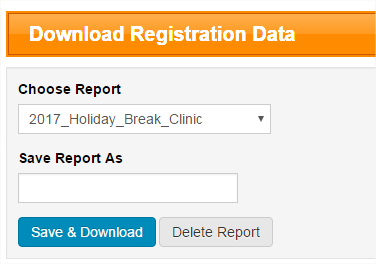 Download Registration Data
Choose Report
2017_Holiday_Break_Clinic
Save Report As
Save & Download Delete Report